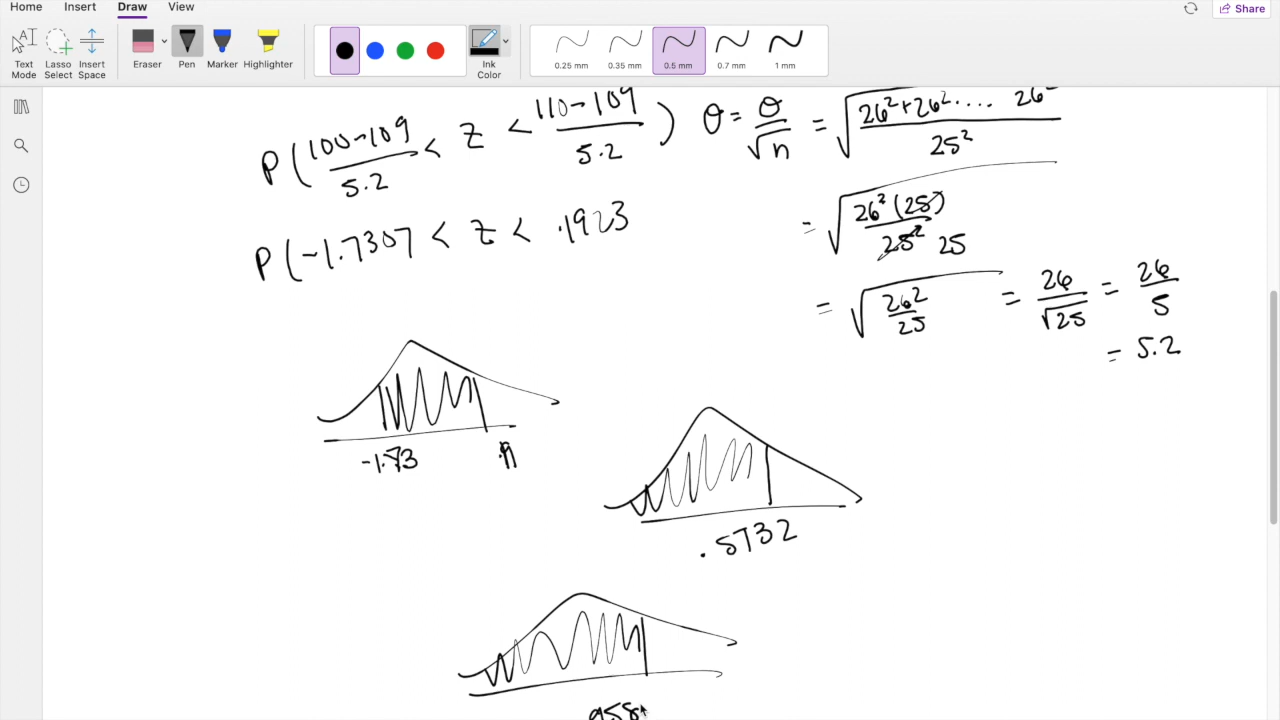 Home Insert Draw View Share
Text Mode
Lasso Select
Insert Space
Eraser
Pen
Marker
Highlighter
Ink Color
0.25 mm
0.35 mm
0.5 mm
0.7 mm
1 mm
P( (100-109)/5.2 < Z < (110-109)/5.2 ) θ = θ/√n = √((26²+26².... 26²)/25²)
= √(26²(25)/25² 25)
P(-1.7307 < Z < .1923
= √(26²/25) = 26/√25 = 26/5
= 5.2
-1.73 .19
.5732
.958